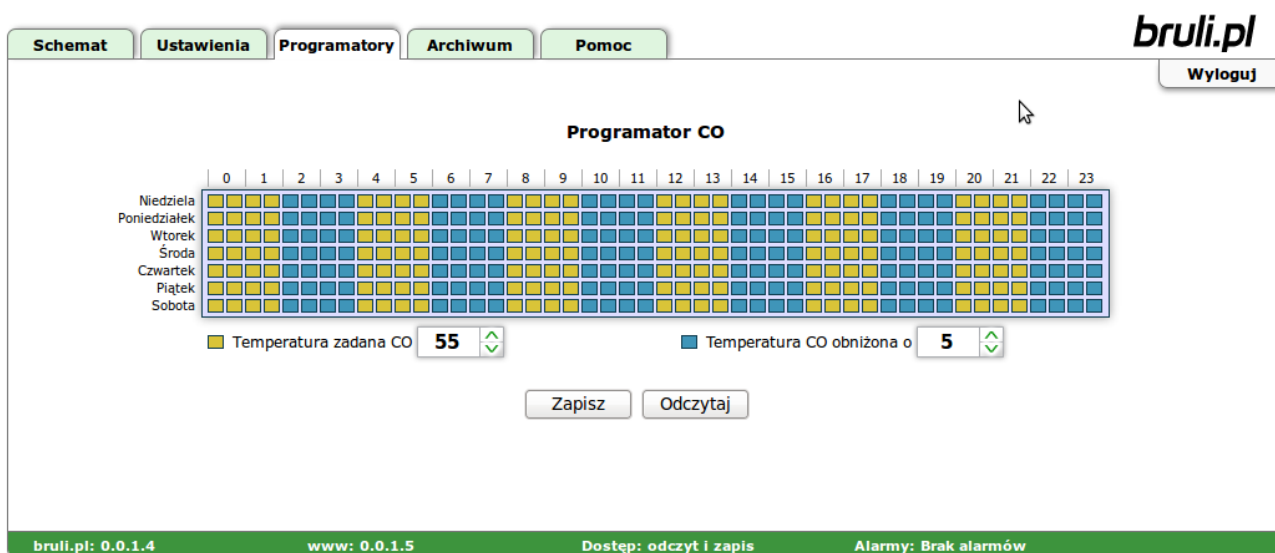 bruli.pl
Schemat Ustawienia Programatory Archiwum Pomoc
Wyloguj
Programator CO
0 1 2 3 4 5 6 7 8 9 10 11 12 13 14 15 16 17 18 19 20 21 22 23
Niedziela
Poniedziałek
Wtorek
Środa
Czwartek
Piątek
Sobota
Temperatura zadana CO 55 Temperatura CO obniżona o 5
Zapisz Odczytaj
bruli.pl: 0.0.1.4 www: 0.0.1.5 Dostęp: odczyt i zapis Alarmy: Brak alarmów